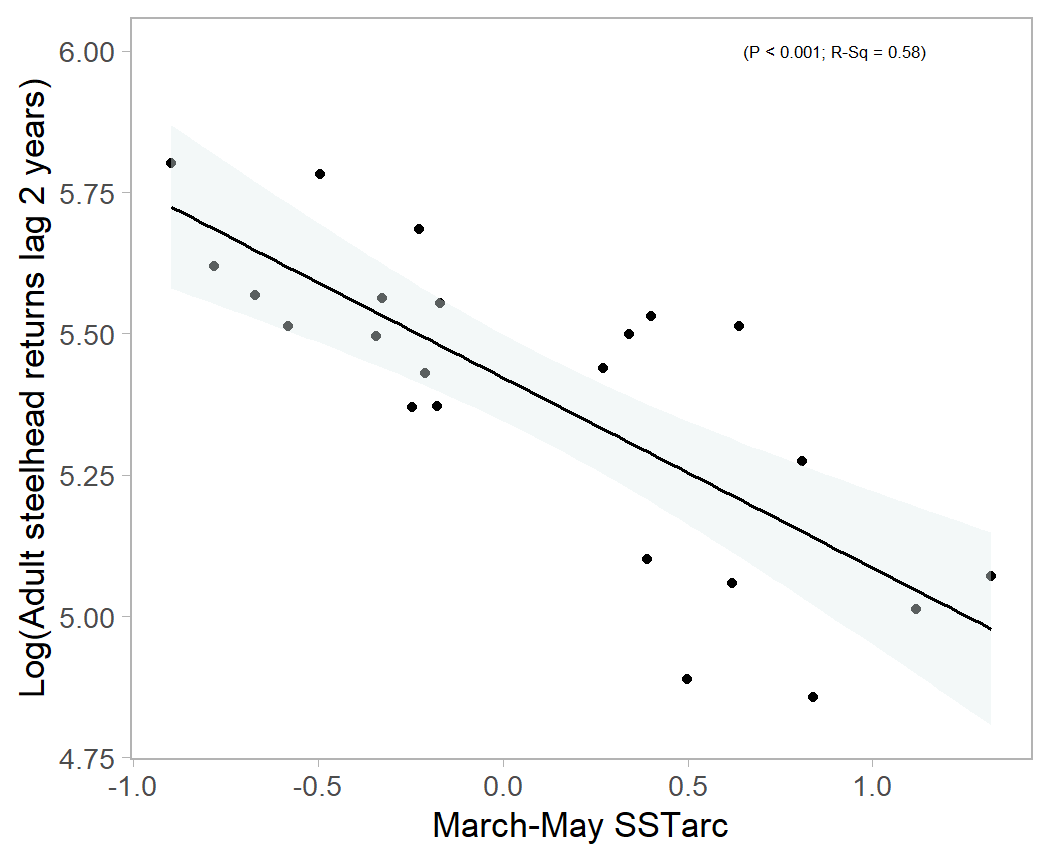 (P < 0.001; R-Sq = 0.58)
Log(Adult steelhead returns lag 2 years)
6.00
5.75
5.50
5.25
5.00
4.75
-1.0 -0.5 0.0 0.5 1.0
March-May SSTarc